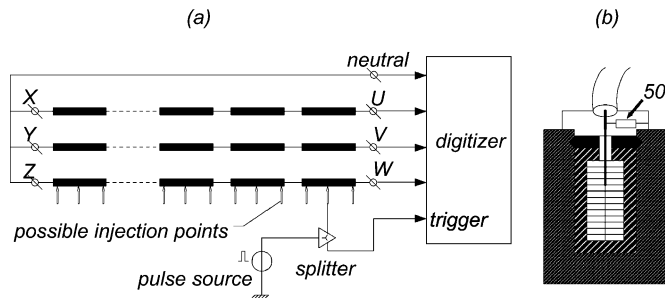 (a)
(b)
neutral
50
X
U
Y
V
digitizer
Z
W
possible injection points
trigger
splitter
pulse source